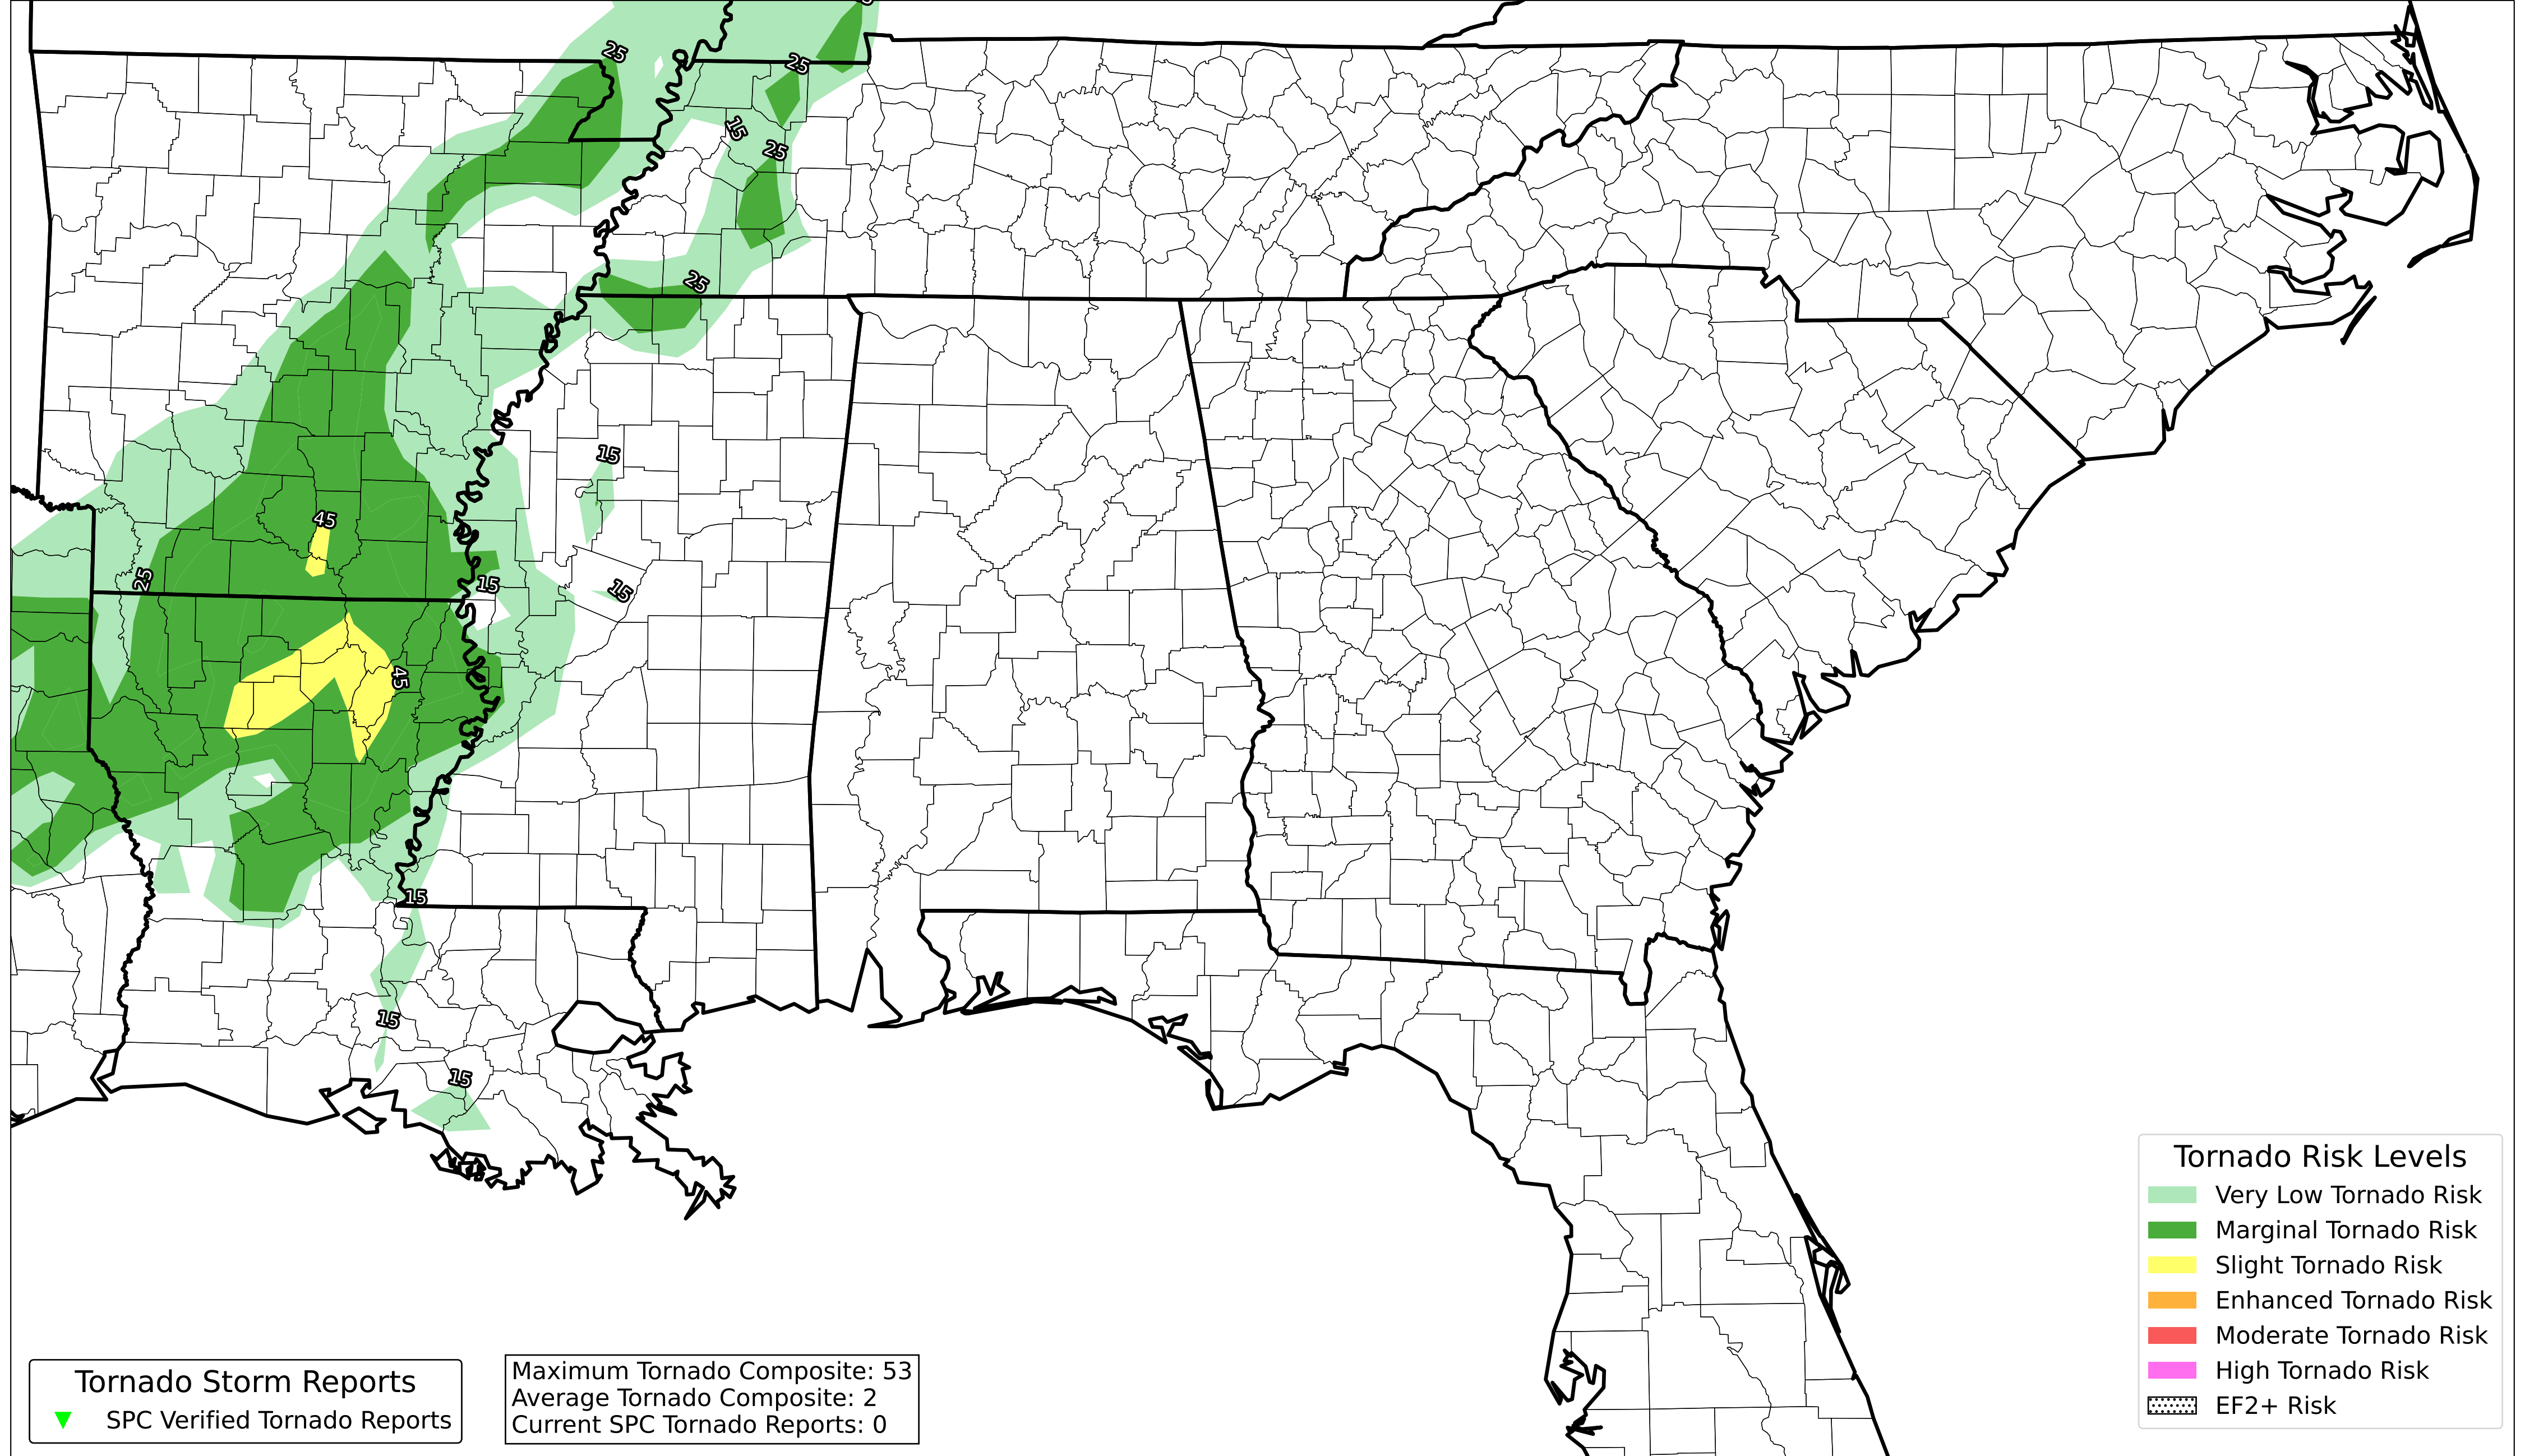 25
25
15
25
25
15
45
25
15
15
45
15
15
15
Tornado Risk Levels
Very Low Tornado Risk
Marginal Tornado Risk
Slight Tornado Risk
Enhanced Tornado Risk
Moderate Tornado Risk
High Tornado Risk
EF2+ Risk
Tornado Storm Reports
SPC Verified Tornado Reports
Maximum Tornado Composite: 53
Average Tornado Composite: 2
Current SPC Tornado Reports: 0